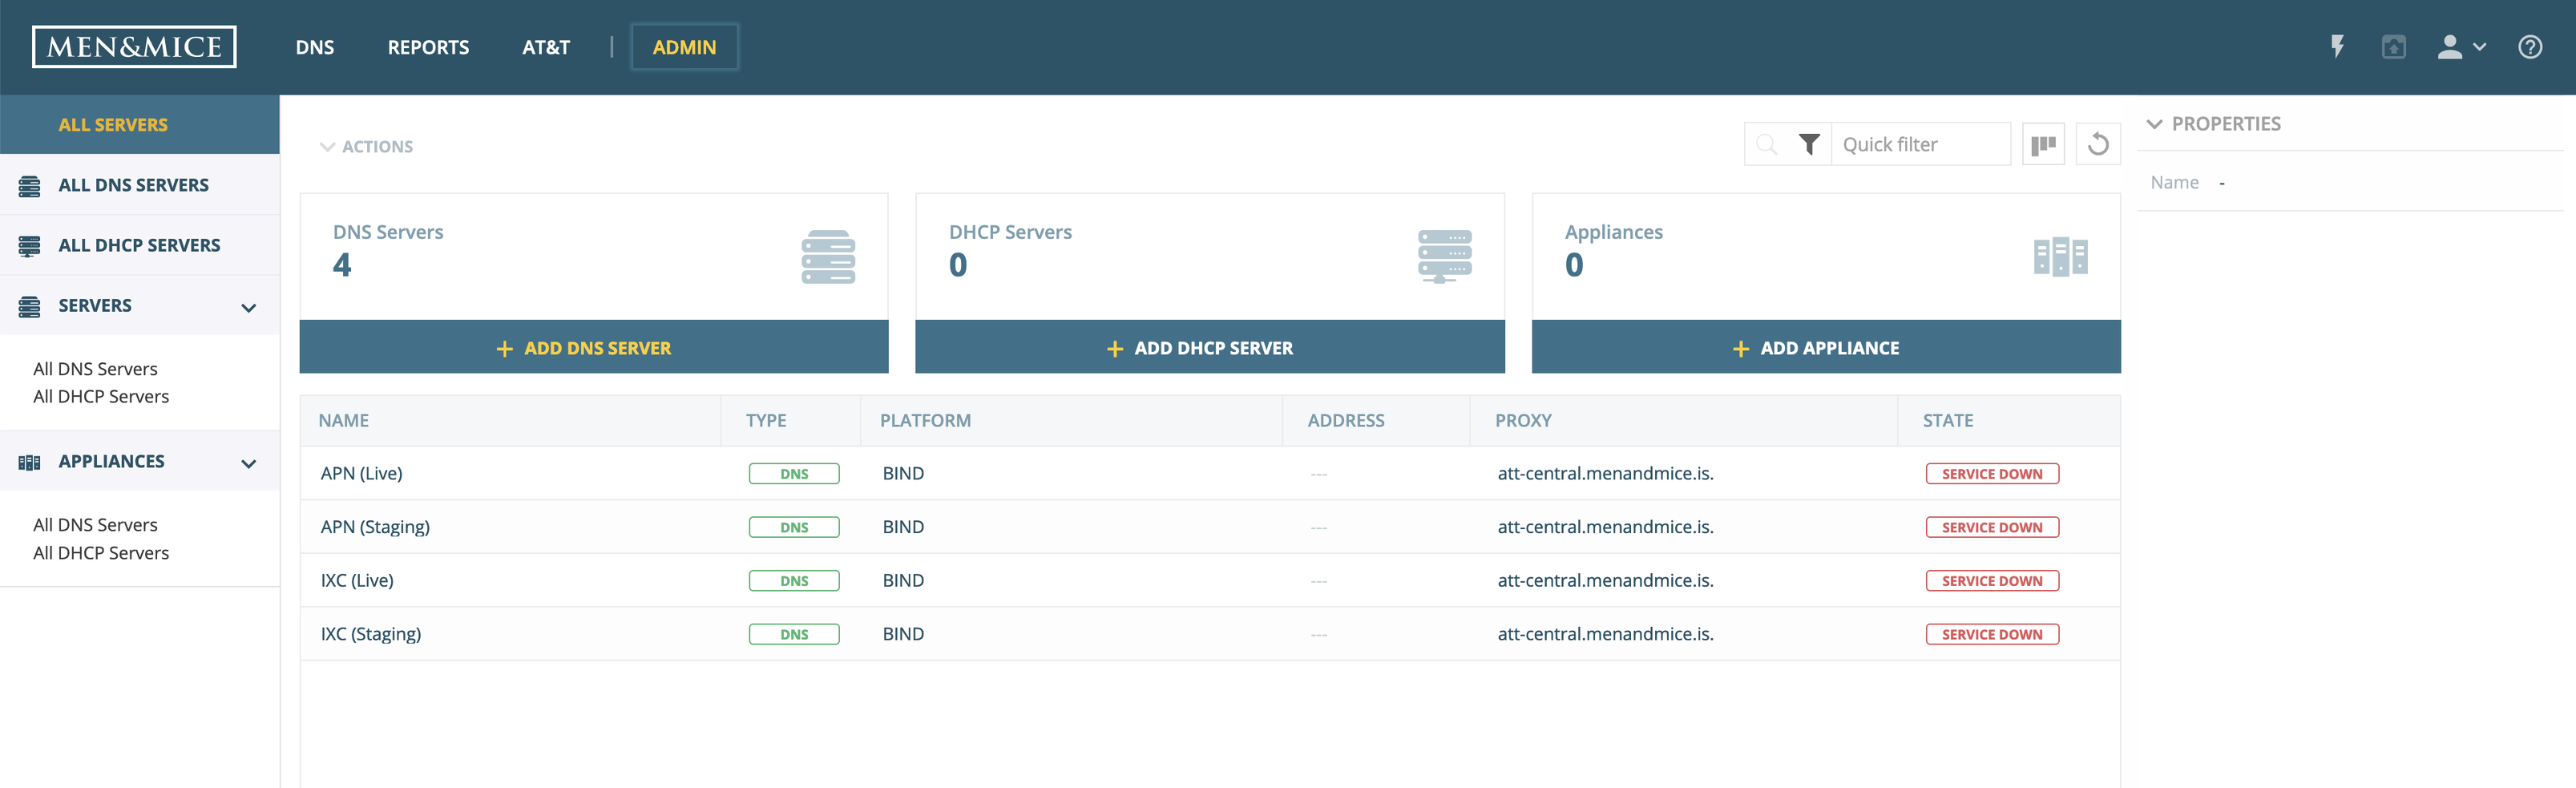 MEN&MICE DNS REPORTS AT&T | ADMIN
ALL SERVERS
ALL DNS SERVERS
ALL DHCP SERVERS
SERVERS
All DNS Servers
All DHCP Servers
APPLIANCES
All DNS Servers
All DHCP Servers
ACTIONS
Quick filter
DNS Servers
4
ADD DNS SERVER
DHCP Servers
0
ADD DHCP SERVER
Appliances
0
ADD APPLIANCE
NAME TYPE PLATFORM ADDRESS PROXY STATE
APN (Live) DNS BIND --- att-central.menandmice.is. SERVICE DOWN
APN (Staging) DNS BIND --- att-central.menandmice.is. SERVICE DOWN
IXC (Live) DNS BIND --- att-central.menandmice.is. SERVICE DOWN
IXC (Staging) DNS BIND --- att-central.menandmice.is. SERVICE DOWN
PROPERTIES
Name -